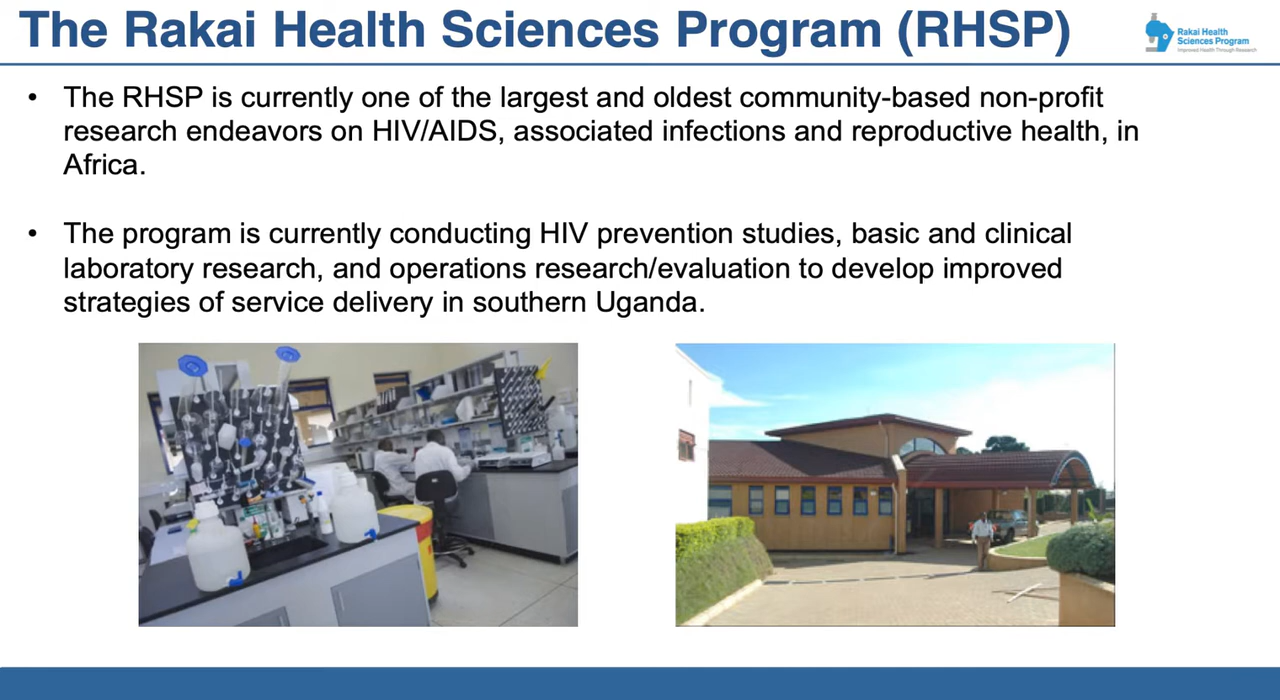 The Rakai Health Sciences Program (RHSP)
Rakai Health
Sciences Program
Improved Health Through Research
• The RHSP is currently one of the largest and oldest community-based non-profit
research endeavors on HIV/AIDS, associated infections and reproductive health, in
Africa.
• The program is currently conducting HIV prevention studies, basic and clinical
laboratory research, and operations research/evaluation to develop improved
strategies of service delivery in southern Uganda.